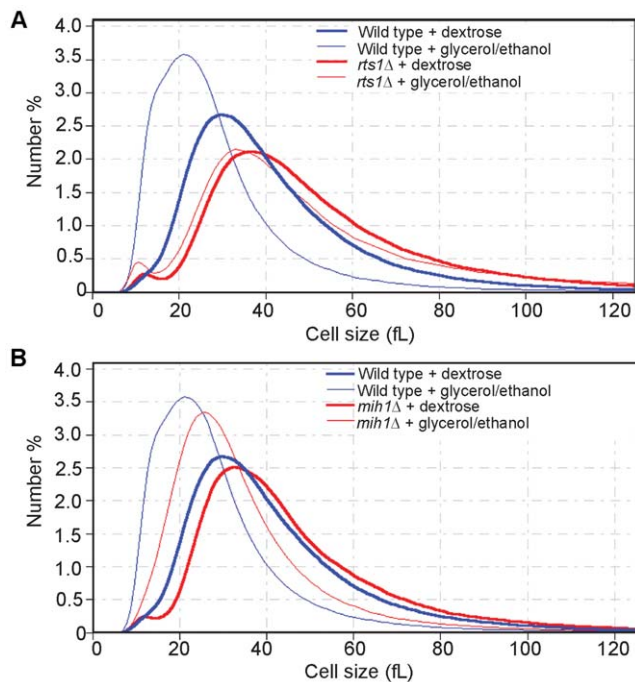 A
4.0
3.5
3.0
2.5
2.0
1.5
1.0
0.5
0
Number %
Wild type + dextrose
Wild type + glycerol/ethanol
rts1Δ + dextrose
rts1Δ + glycerol/ethanol
0 20 40 60 80 100 120
Cell size (fL)
B
4.0
3.5
3.0
2.5
2.0
1.5
1.0
0.5
0
Number %
Wild type + dextrose
Wild type + glycerol/ethanol
mih1Δ + dextrose
mih1Δ + glycerol/ethanol
0 20 40 60 80 100 120
Cell size (fL)